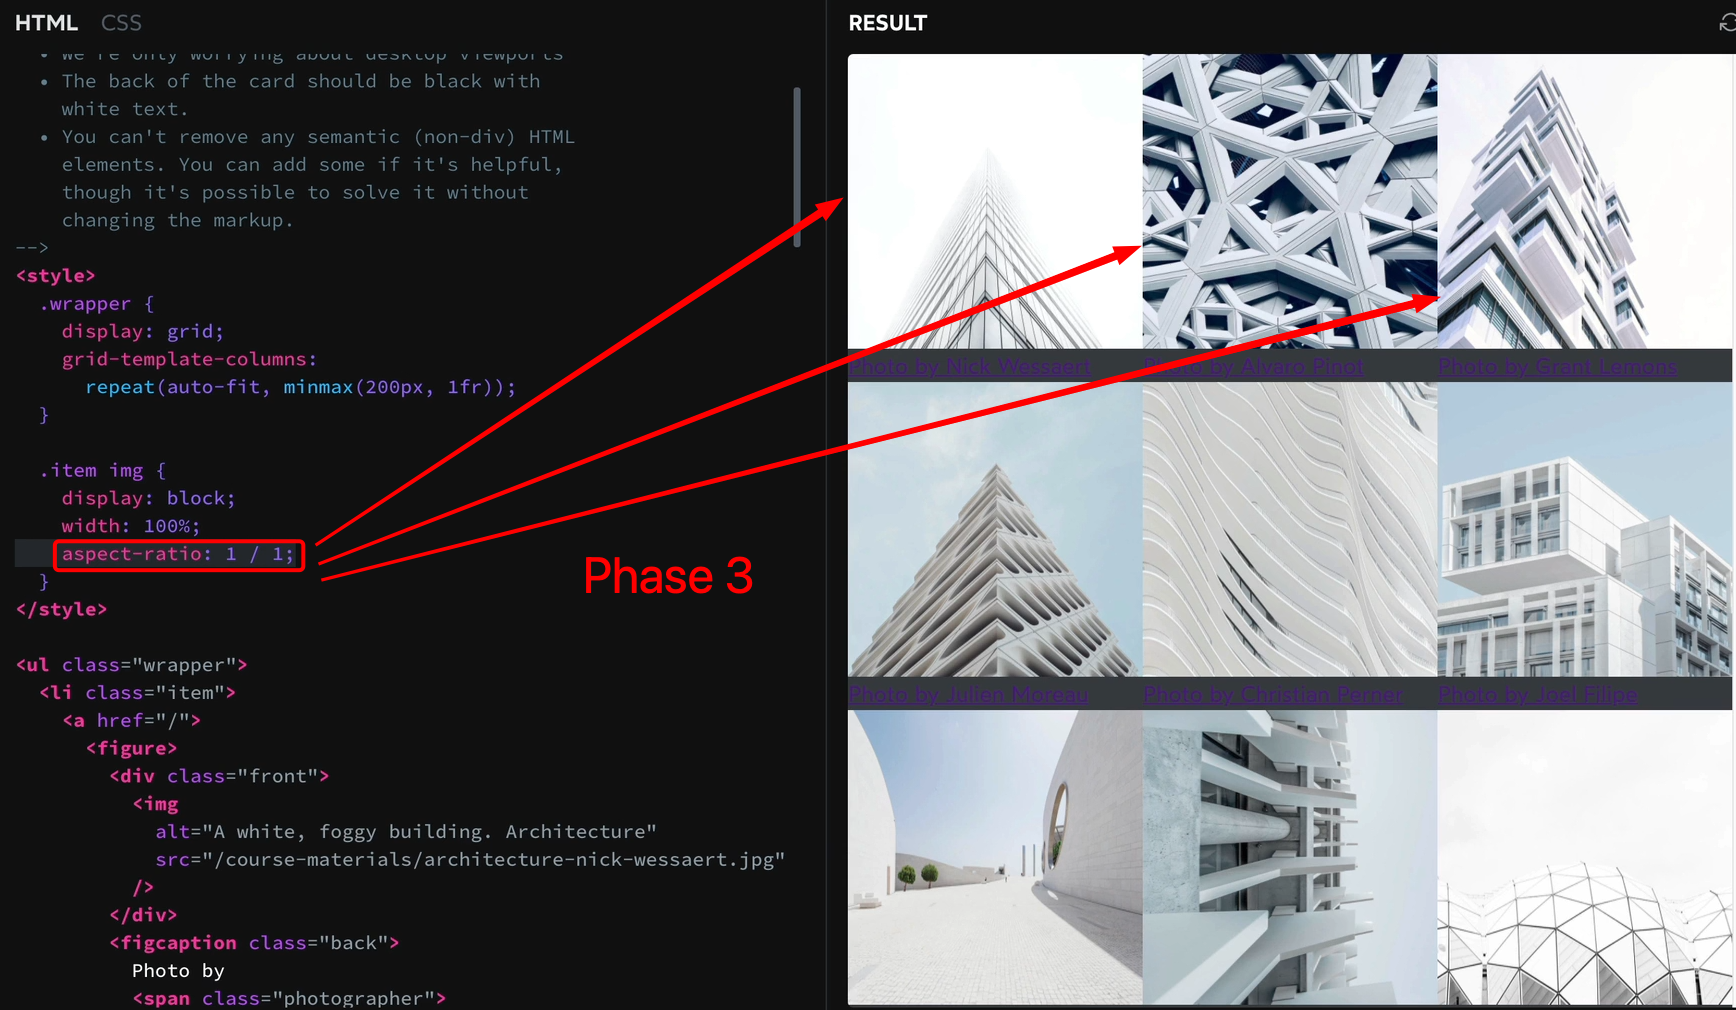 HTML CSS
• We're only worrying about desktop viewports
• The back of the card should be black with
white text.
• You can't remove any semantic (non-div) HTML
elements. You can add some if it's helpful,
though it's possible to solve it without
changing the markup.
-->
<style>
.wrapper {
display: grid;
grid-template-columns:
repeat(auto-fit, minmax(200px, 1fr));
}
.item img {
display: block;
width: 100%;
aspect-ratio: 1 / 1;
}
</style>
<ul class="wrapper">
<li class="item">
<a href="/">
<figure>
<div class="front">
<img
alt="A white, foggy building. Architecture"
src="/course-materials/architecture-nick-wessaert.jpg"
/>
</div>
<figcaption class="back">
Photo by
<span class="photographer">
Phase 3
RESULT
Photo by Nick Wessaert
Photo by Alvaro Pinot
Photo by Grant Lemons
Photo by Julien Moreau
Photo by Christian Perner
Photo by Joel Filipe